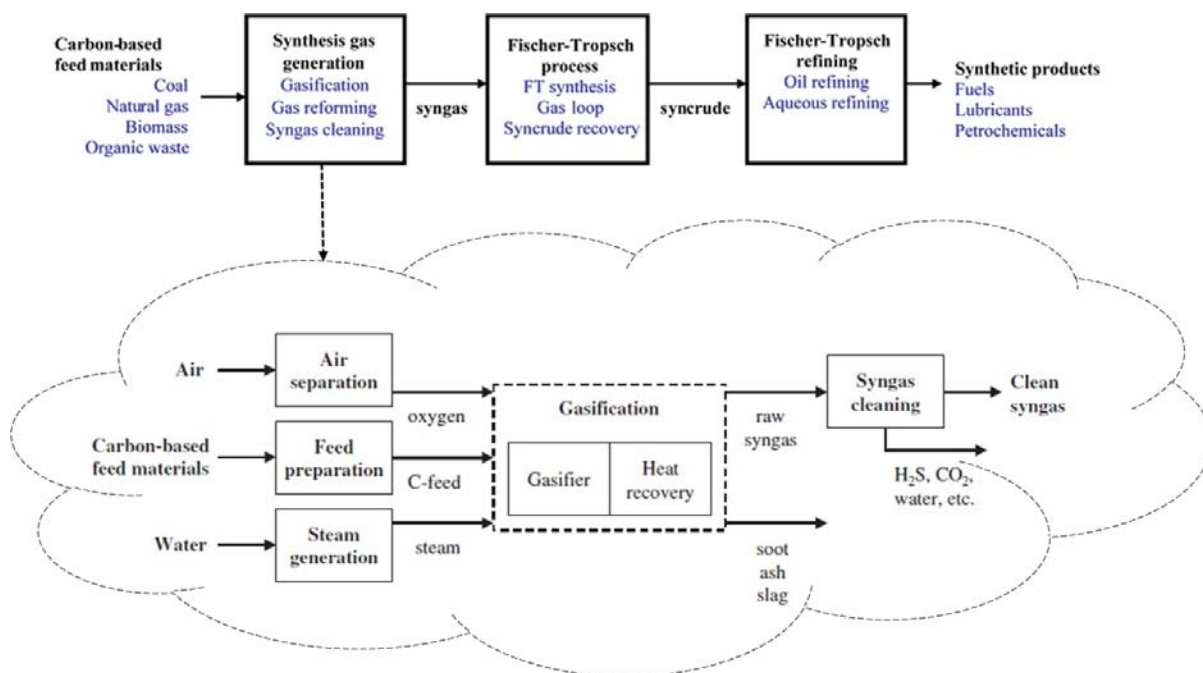 Carbon-based
feed materials
Coal
Natural gas
Biomass
Organic waste
Synthesis gas
generation
Gasification
Gas reforming
Syngas cleaning
syngas
Fischer-Tropsch
process
FT synthesis
Gas loop
Syncrude recovery
syncrude
Fischer-Tropsch
refining
Oil refining
Aqueous refining
Synthetic products
Fuels
Lubricants
Petrochemicals
Air
Air
separation
oxygen
Carbon-based
feed materials
Feed
preparation
C-feed
Water
Steam
generation
steam
Gasification
Gasifier
Heat
recovery
raw
syngas
soot
ash
slag
Syngas
cleaning
Clean
syngas
H₂S, CO₂,
water, etc.